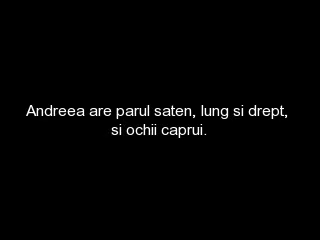 Andreea are parul saten, lung si drept,
si ochii caprui.